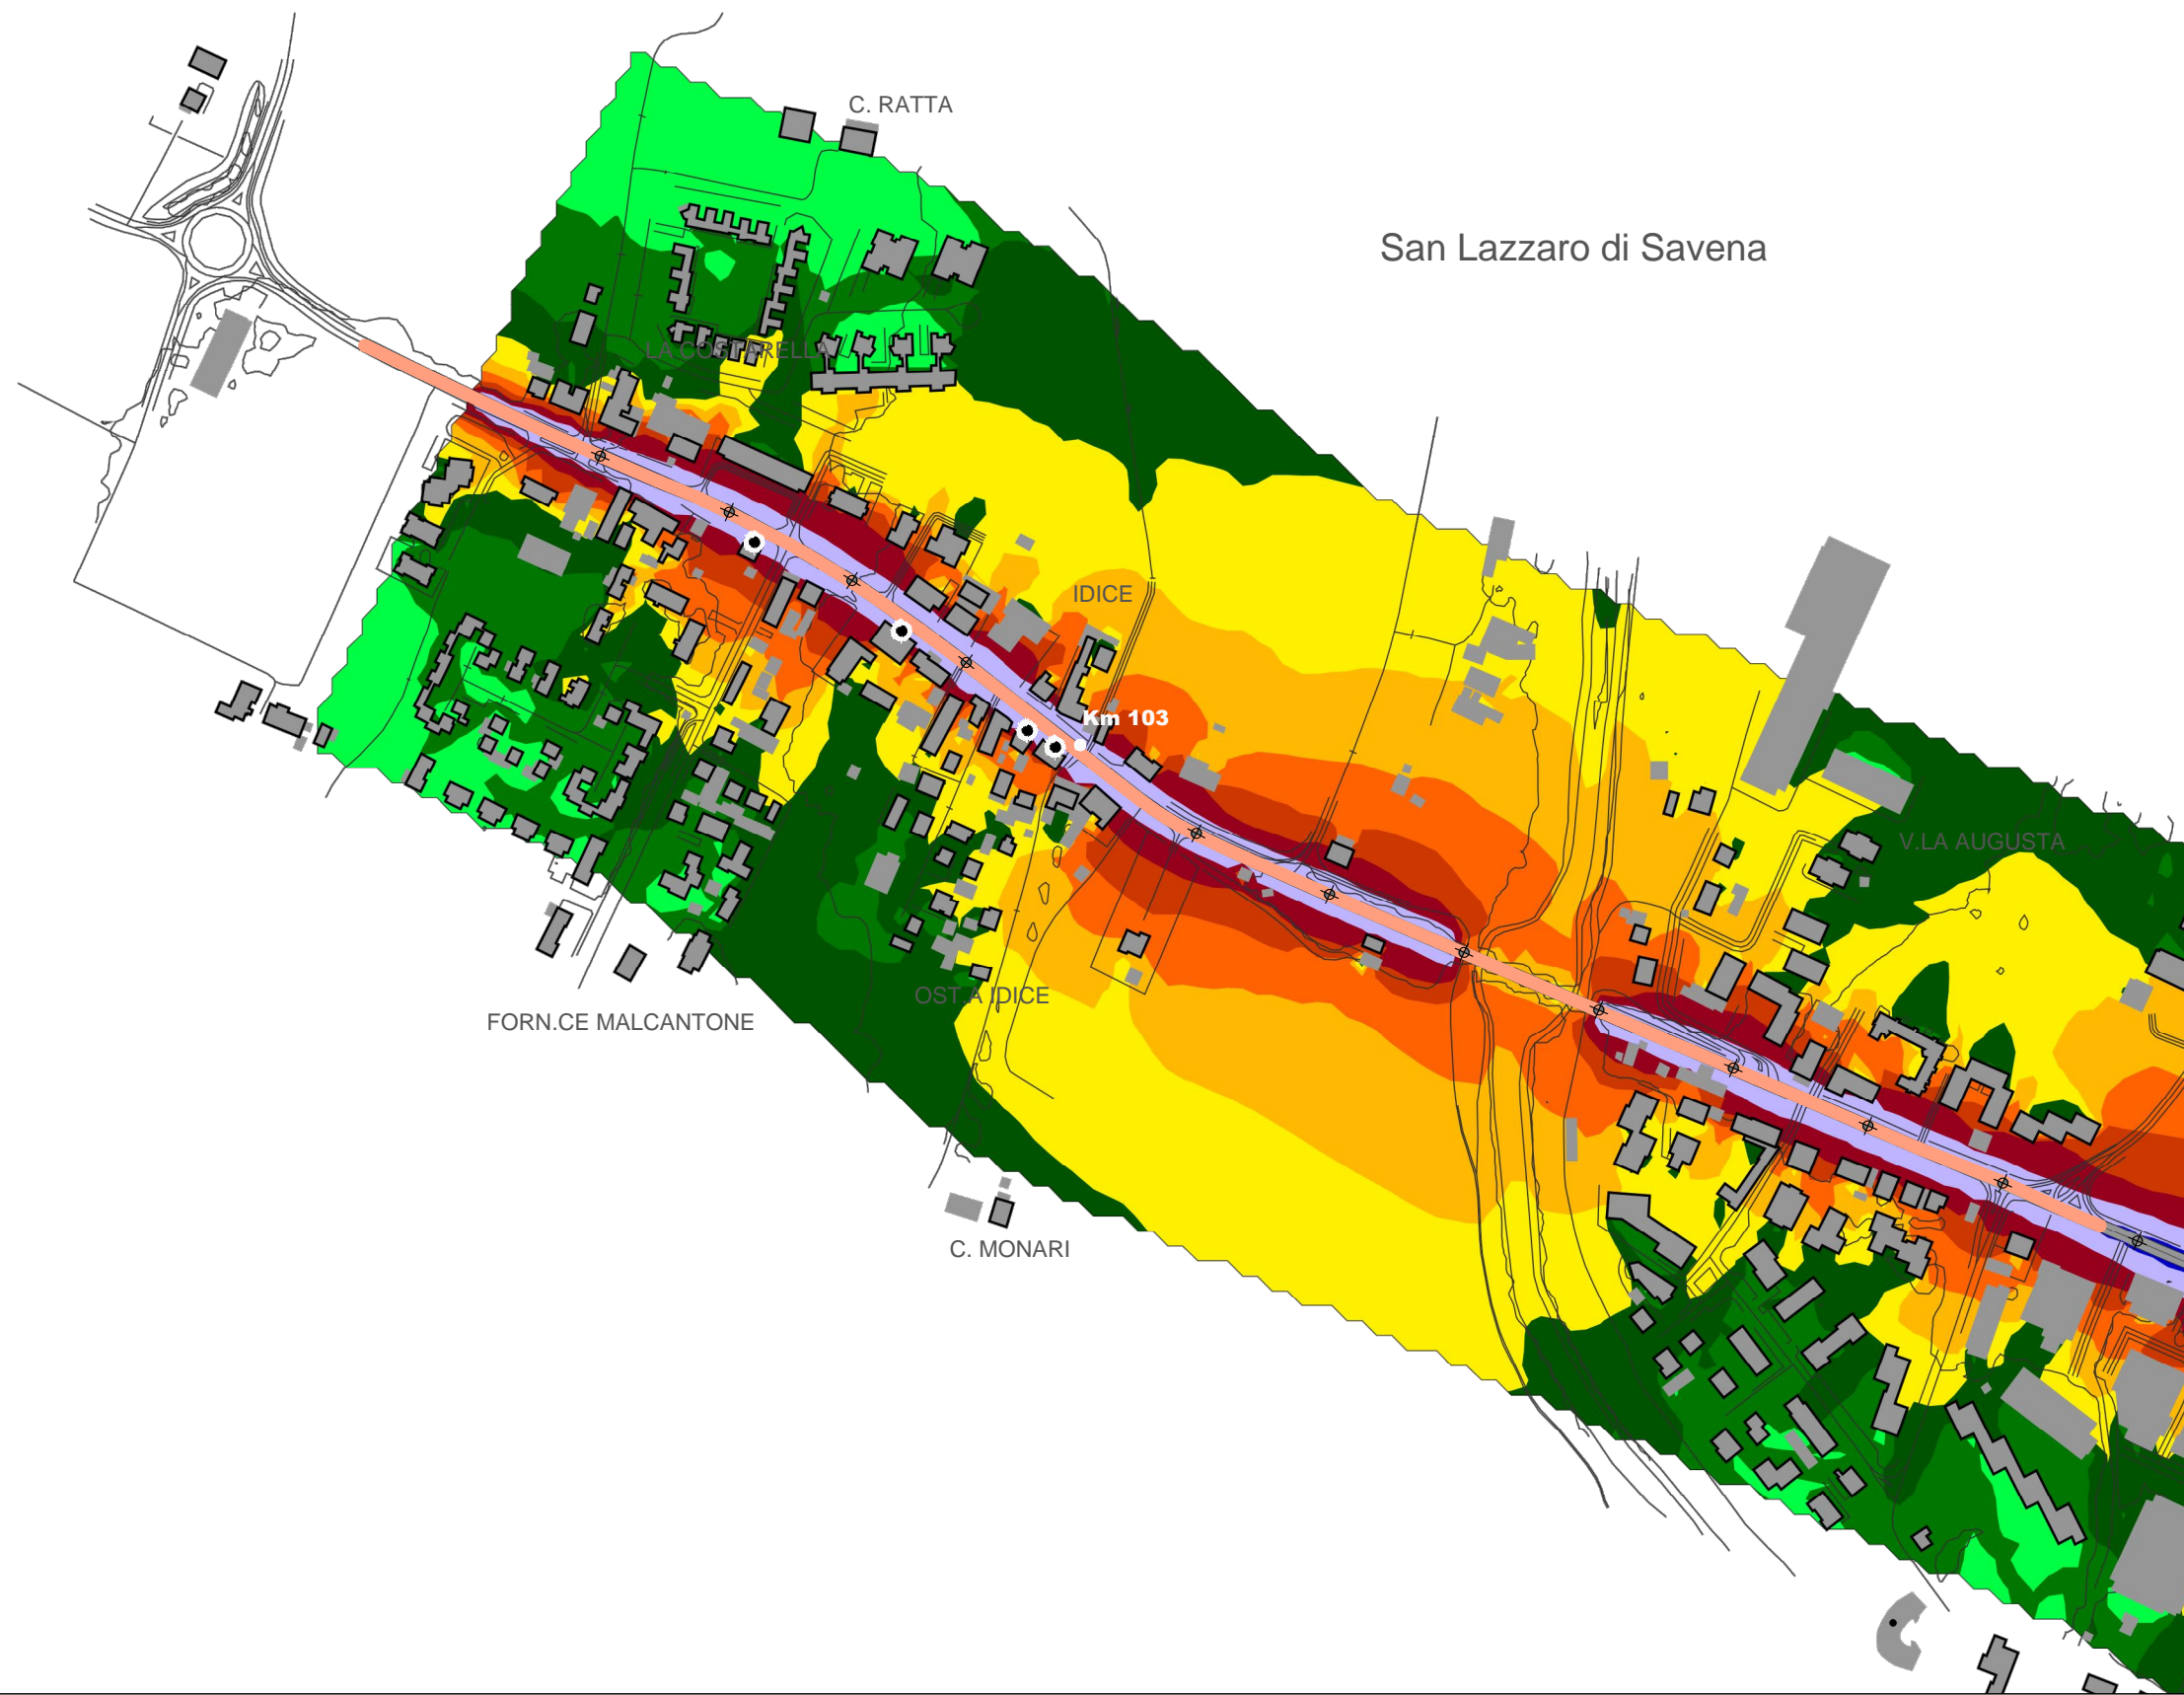 C. RATTA
San Lazzaro di Savena
LA COSTARELLA
IDICE
Km 103
V.LA AUGUSTA
OST.A IDICE
FORN.CE MALCANTONE
C. MONARI